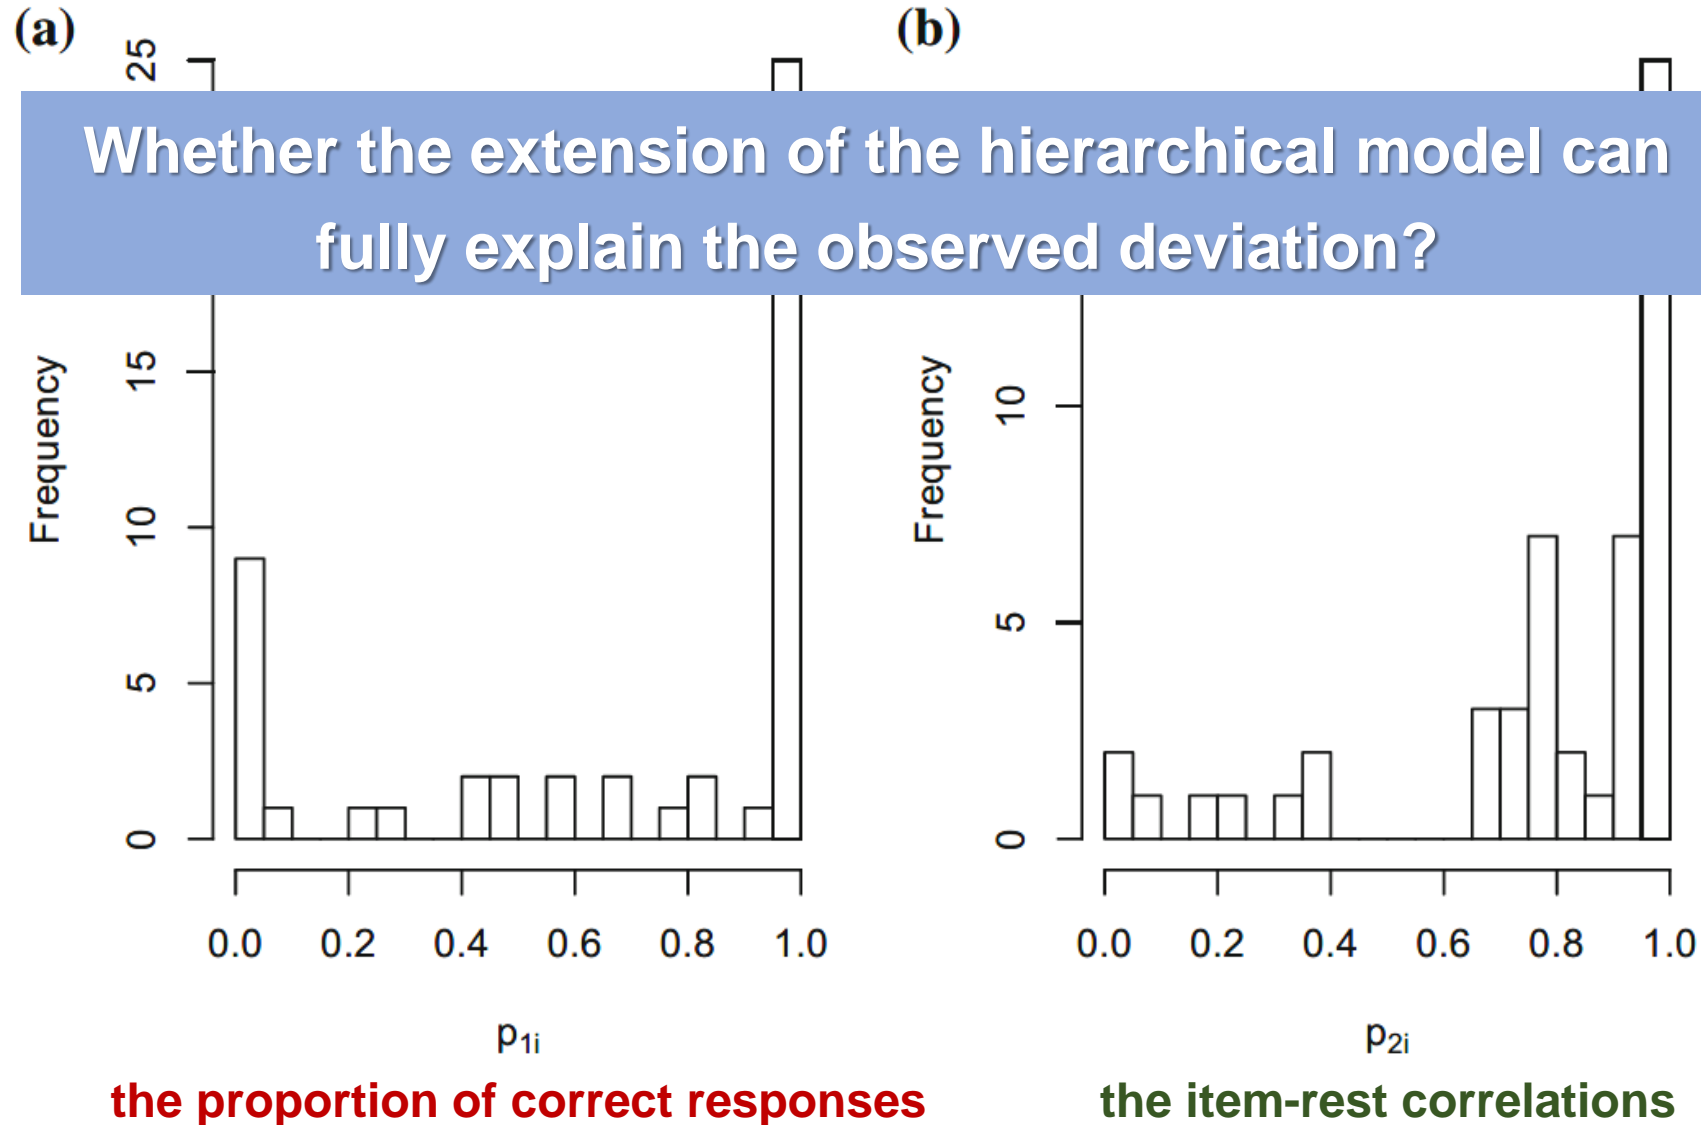 (a)
(b)
Whether the extension of the hierarchical model can
fully explain the observed deviation?
25
15
10
5
0
Frequency
0.0 0.2 0.4 0.6 0.8 1.0
p1i
10
5
0
Frequency
0.0 0.2 0.4 0.6 0.8 1.0
p2i
the proportion of correct responses
the item-rest correlations